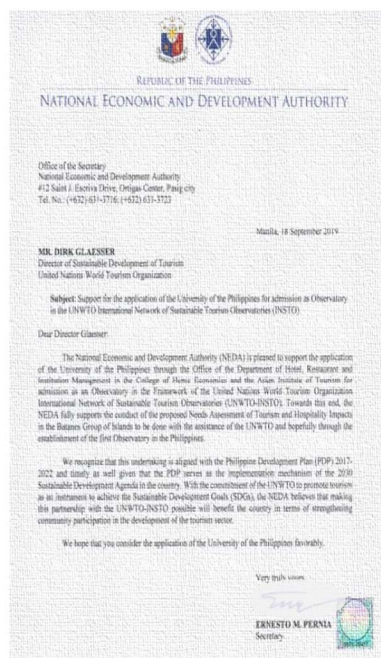 REPUBLIC OF THE PHILIPPINES
NATIONAL ECONOMIC AND DEVELOPMENT AUTHORITY
Office of the Secretary
National Economic and Development Authority
#12 Saint J. Escriva Drive, Ortigas Center, Pasig city
Tel. No.: (+632)-631-3716; (+632) 631-3723
Manila, 18 September 2019
MR. DIRK GLAESSER
Director of Sustainable Development of Tourism
United Nations World Tourism Organization
Subject: Support for the application of the University of the Philippines for admission as Observatory
in the UNWTO International Network of Sustainable Tourism Observatories (INSTO)
Dear Director Glaesser:
The National Economic and Development Authority (NEDA) is pleased to support the application
of the University of the Philippines through the Office of the Department of Hotel, Restaurant and
Institution Management in the College of Home Economics and the Asian Institute of Tourism for
admission as an Observatory in the Framework of the United Nations World Tourism Organization
International Network of Sustainable Tourism Observatories (UNWTO-INSTO). Towards this end, the
NEDA fully supports the conduct of the proposed Needs Assessment of Tourism and Hospitality Impacts
in the Batanes Group of Islands to be done with the assistance of the UNWTO and hopefully through the
establishment of the first Observatory in the Philippines.
We recognize that this undertaking is aligned with the Philippine Development Plan (PDP) 2017-
2022 and timely as well given that the PDP serves as the implementation mechanism of the 2030
Sustainable Development Agenda in the country. With the commitment of the UNWTO to promote tourism
as an instrument to achieve the Sustainable Development Goals (SDGs), the NEDA believes that making
this partnership with the UNWTO-INSTO possible will benefit the country in terms of strengthening
community participation in the development of the tourism sector.
We hope that you consider the application of the University of the Philippines favorably.
Very truly yours
ERNESTO M. PERNIA
Secretary